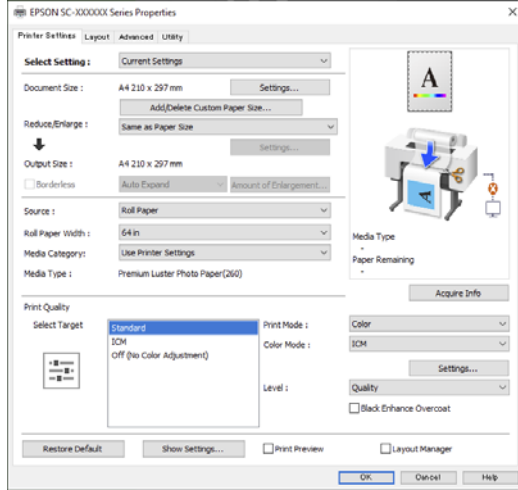 EPSON SC-XXXXXX Series Properties
Printer Settings Layout Advanced Utility
Select Setting : Current Settings
Document Size : A4 210 x 297 mm Settings...
Add/Delete Custom Paper Size...
Reduce/Enlarge : Same as Paper Size
Settings...
Output Size : A4 210 x 297 mm
Borderless Auto Expand Amount of Enlargement...
Source : Roll Paper
Roll Paper Width : 64 in
Media Category: Use Printer Settings
Media Type : Premium Luster Photo Paper(260)
A
A
Media Type
-
Paper Remaining
-
Acquire Info
Print Quality
Select Target
Standard
ICM
Off (No Color Adjustment)
Print Mode : Color
Color Mode : ICM
Settings...
Level : Quality
Black Enhance Overcoat
Restore Default Show Settings... Print Preview Layout Manager
OK Cancel Help